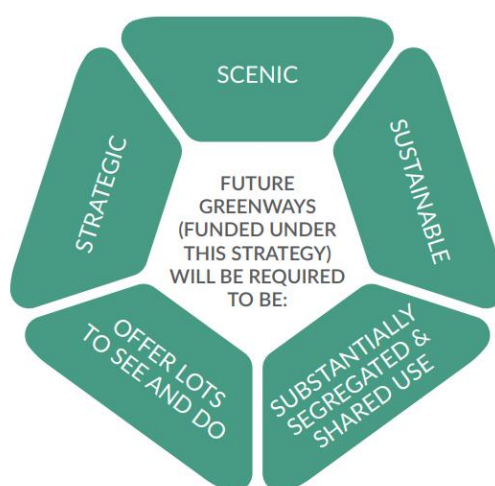 SCENIC
SUSTAINABLE
SUBSTANTIALLY
SEGREGATED &
SHARED USE
OFFER LOTS
TO SEE AND DO
STRATEGIC
FUTURE
GREENWAYS
(FUNDED UNDER
THIS STRATEGY)
WILL BE REQUIRED
TO BE: